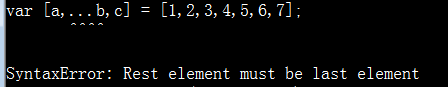 var [a,...b,c] = [1,2,3,4,5,6,7];
^^^^
SyntaxError: Rest element must be last element